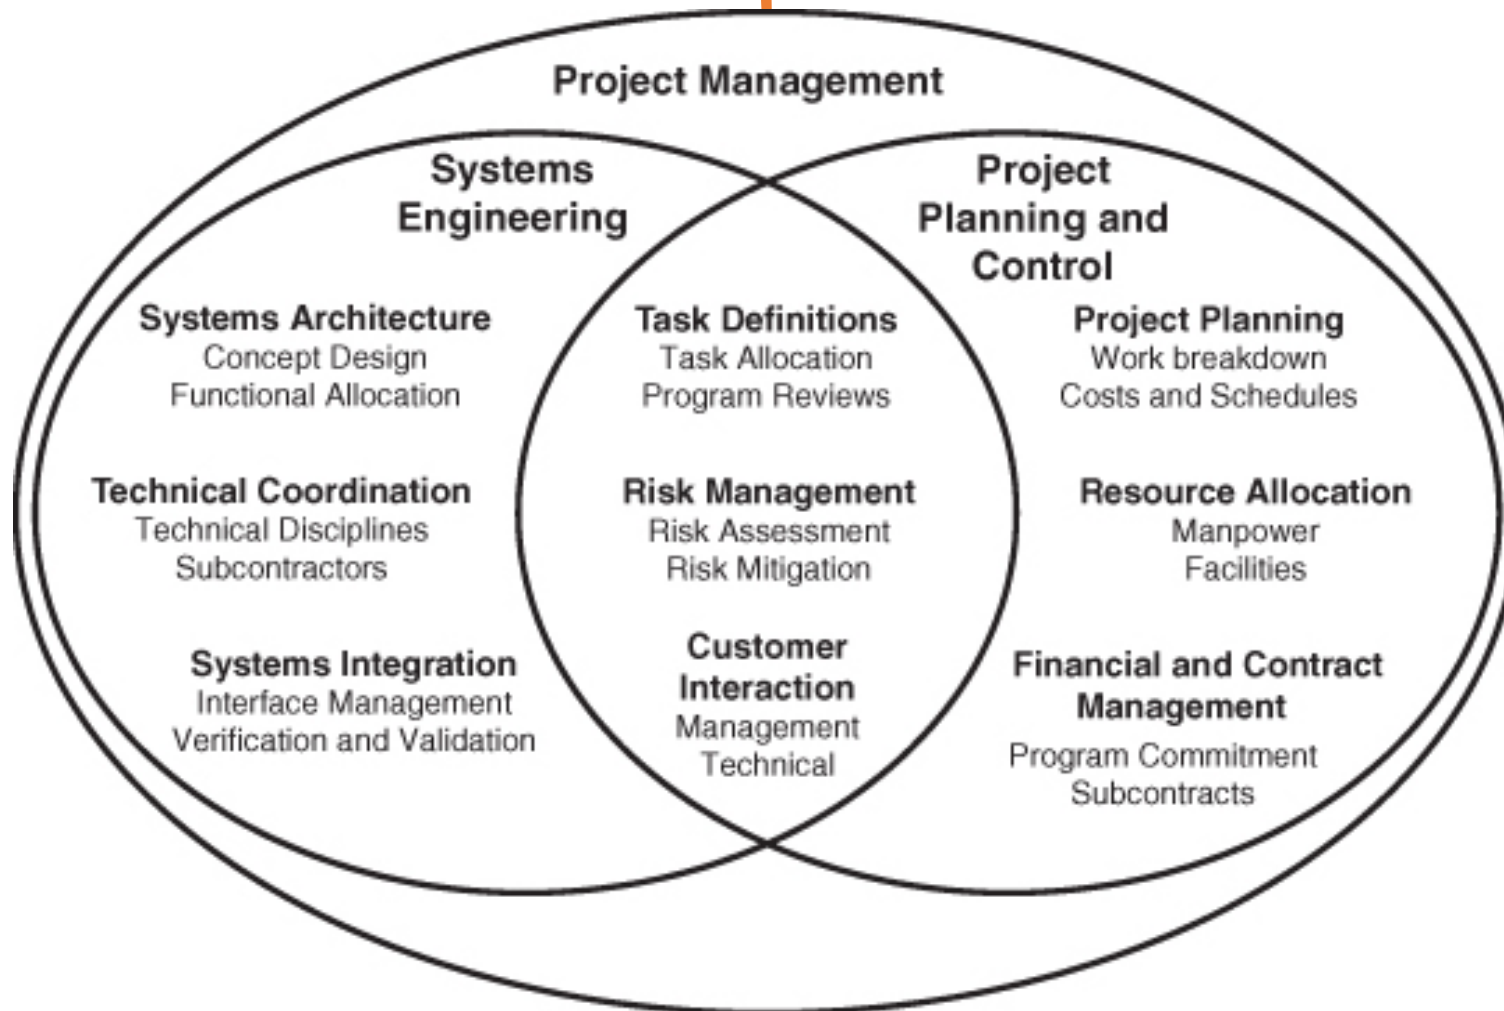 Project Management
Systems
Engineering
Project
Planning and
Control
Systems Architecture
Concept Design
Functional Allocation
Technical Coordination
Technical Disciplines
Subcontractors
Systems Integration
Interface Management
Verification and Validation
Task Definitions
Task Allocation
Program Reviews
Risk Management
Risk Assessment
Risk Mitigation
Customer
Interaction
Management
Technical
Project Planning
Work breakdown
Costs and Schedules
Resource Allocation
Manpower
Facilities
Financial and Contract
Management
Program Commitment
Subcontracts